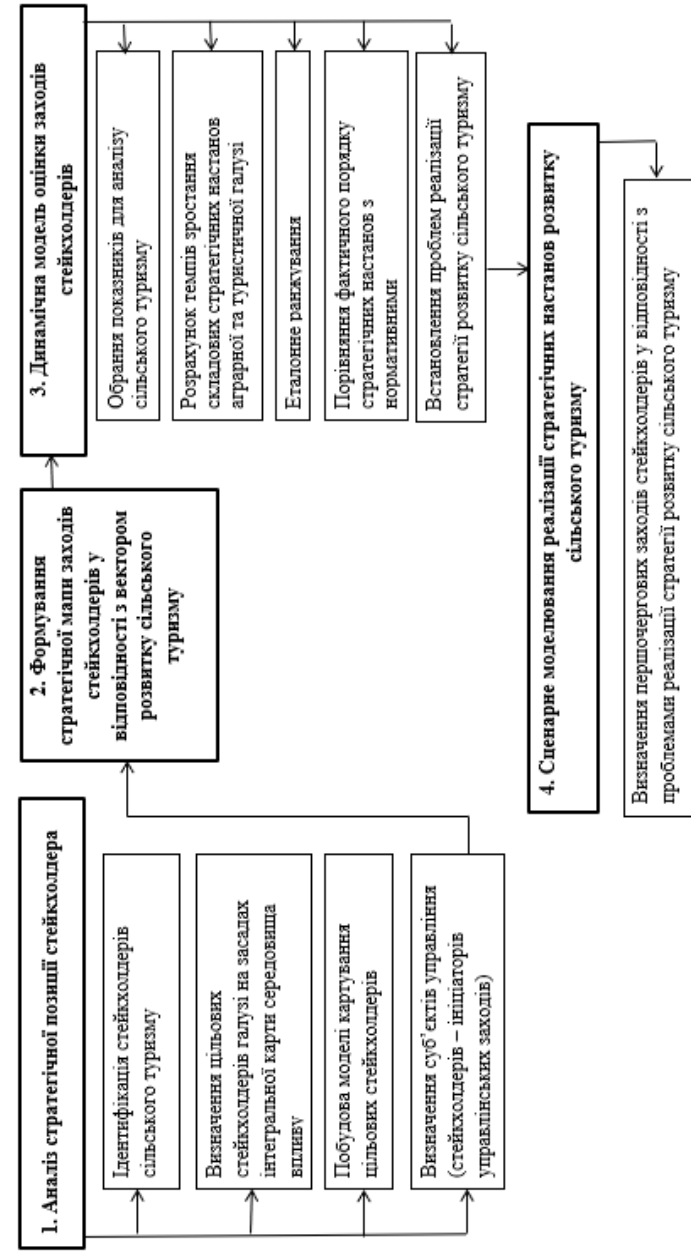 1. Аналіз стратегічної позиції стейкхолдера
Ідентифікація стейкхолдерів
сільського туризму
Визначення цільових
стейкхолдерів галузі на засадах
інтегральної карти середовища
впливу
Побудова моделі картування
цільових стейкхолдерів
Визначення суб’єктів управління
(стейкхолдерів – ініціаторів
управлінських заходів)
2. Формування
стратегічної мапи заходів
стейкхолдерів у
відповідності з вектором
розвитку сільського
туризму
3. Динамічна модель оцінки заходів
стейкхолдерів
Обрання показників для аналізу
сільського туризму
Розрахунок темпів зростання
складових стратегічних настанов
аграрної та туристичної галузі
Еталонне ранжування
Порівняння фактичного порядку
стратегічних настанов з
нормативними
Встановлення проблем реалізації
стратегії розвитку сільського туризму
4. Сценарне моделювання реалізації стратегічних настанов розвитку
сільського туризму
Визначення першочергових заходів стейкхолдерів у відповідності з
проблемами реалізації стратегії розвитку сільського туризму